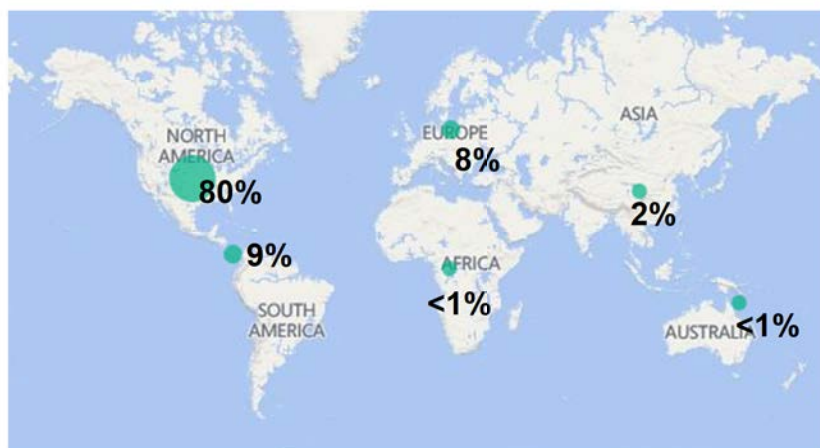 NORTH
AMERICA
80%
9%
SOUTH
AMERICA
EUROPE
8%
ASIA
2%
AFRICA
<1%
AUSTRALIA
<1%